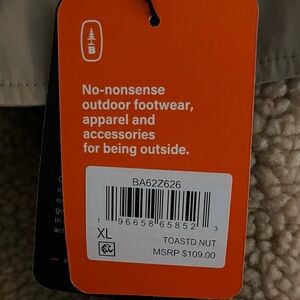 B
No-nonsense
outdoor footwear,
apparel and
accessories
for being outside.
BA62Z626
1 96658 65852 3
XL
TOASTD NUT
MSRP $109.00